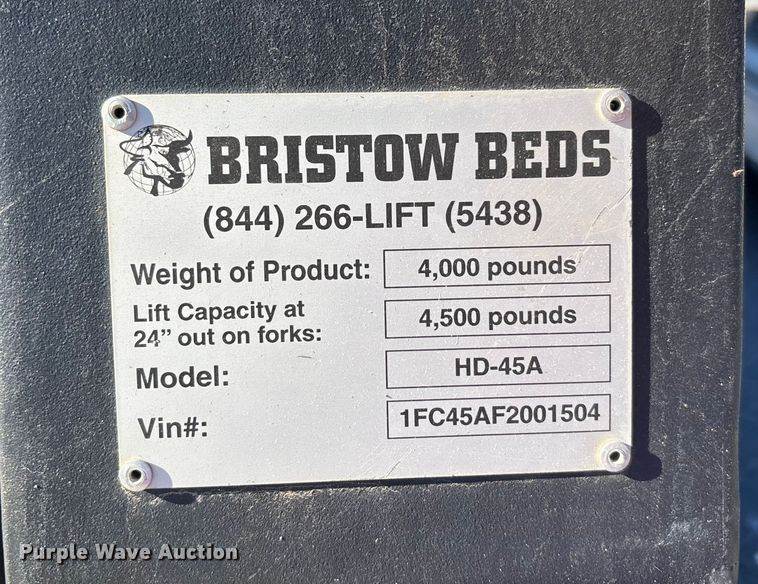 BRISTOW BEDS
(844) 266-LIFT (5438)
Weight of Product: 4,000 pounds
Lift Capacity at
24” out on forks: 4,500 pounds
Model: HD-45A
Vin#: 1FC45AF2001504
Purple Wave Auction